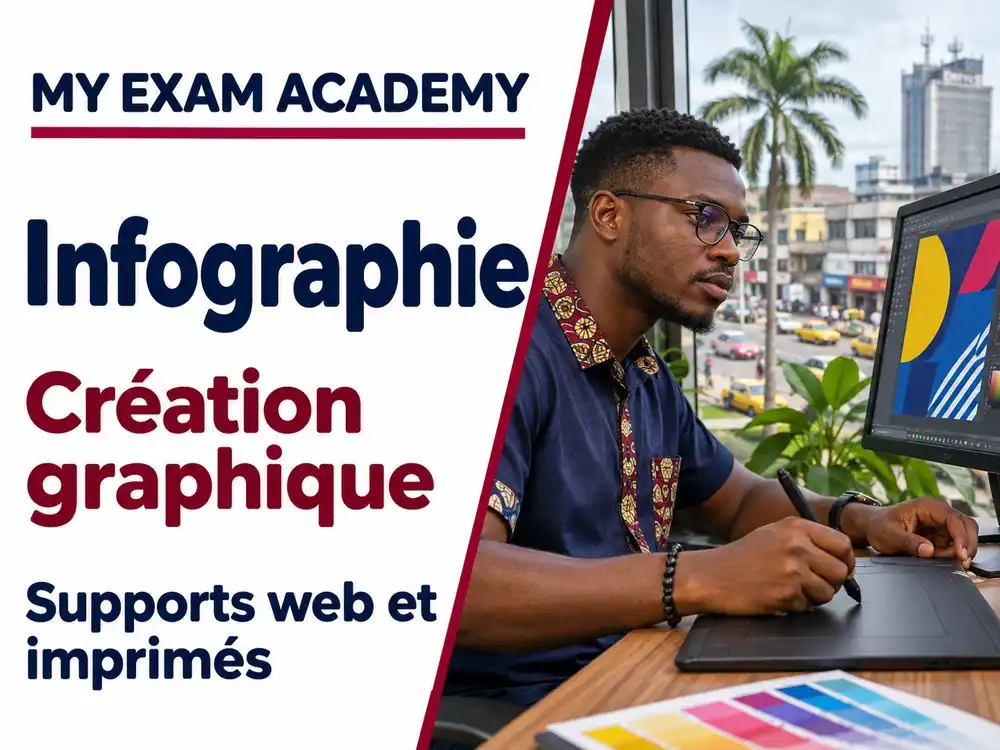 MY EXAM ACADEMY
Infographie
Création
graphique
Supports web et
imprimés